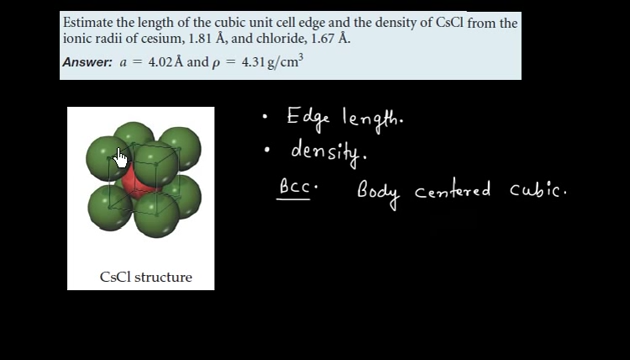 Estimate the length of the cubic unit cell edge and the density of CsCl from the
ionic radii of cesium, 1.81 Å, and chloride, 1.67 Å.
Answer: a = 4.02 Å and ρ = 4.31 g/cm³
• Edge length.
• density.
BCC. Body centered cubic.
CsCl structure